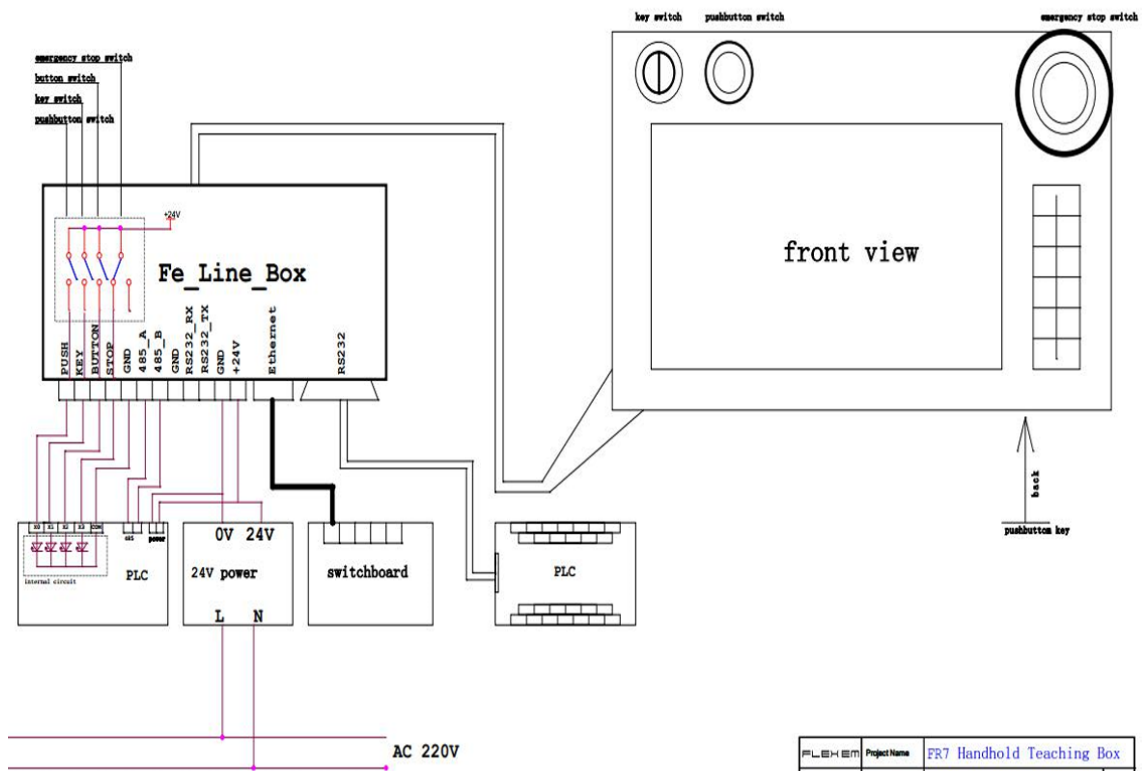 key switch
pushbutton switch
emergency stop switch
emergency stop switch
button switch
key switch
pushbutton switch
+24V
Fe_Line_Box
front view
PUSH
KEY
BUTTON
STOP
GND
485_A
485_B
GND
RS232_RX
RS232_TX
GND
+24V
Ethernet
RS232
back
pushbuttom key
X0 X1 X2 X3 COM
485
power
internal circuit
PLC
0V 24V
24V power
L N
switchboard
PLC
AC 220V
FLEXEM
Project Name
FR7 Handhold Teaching Box